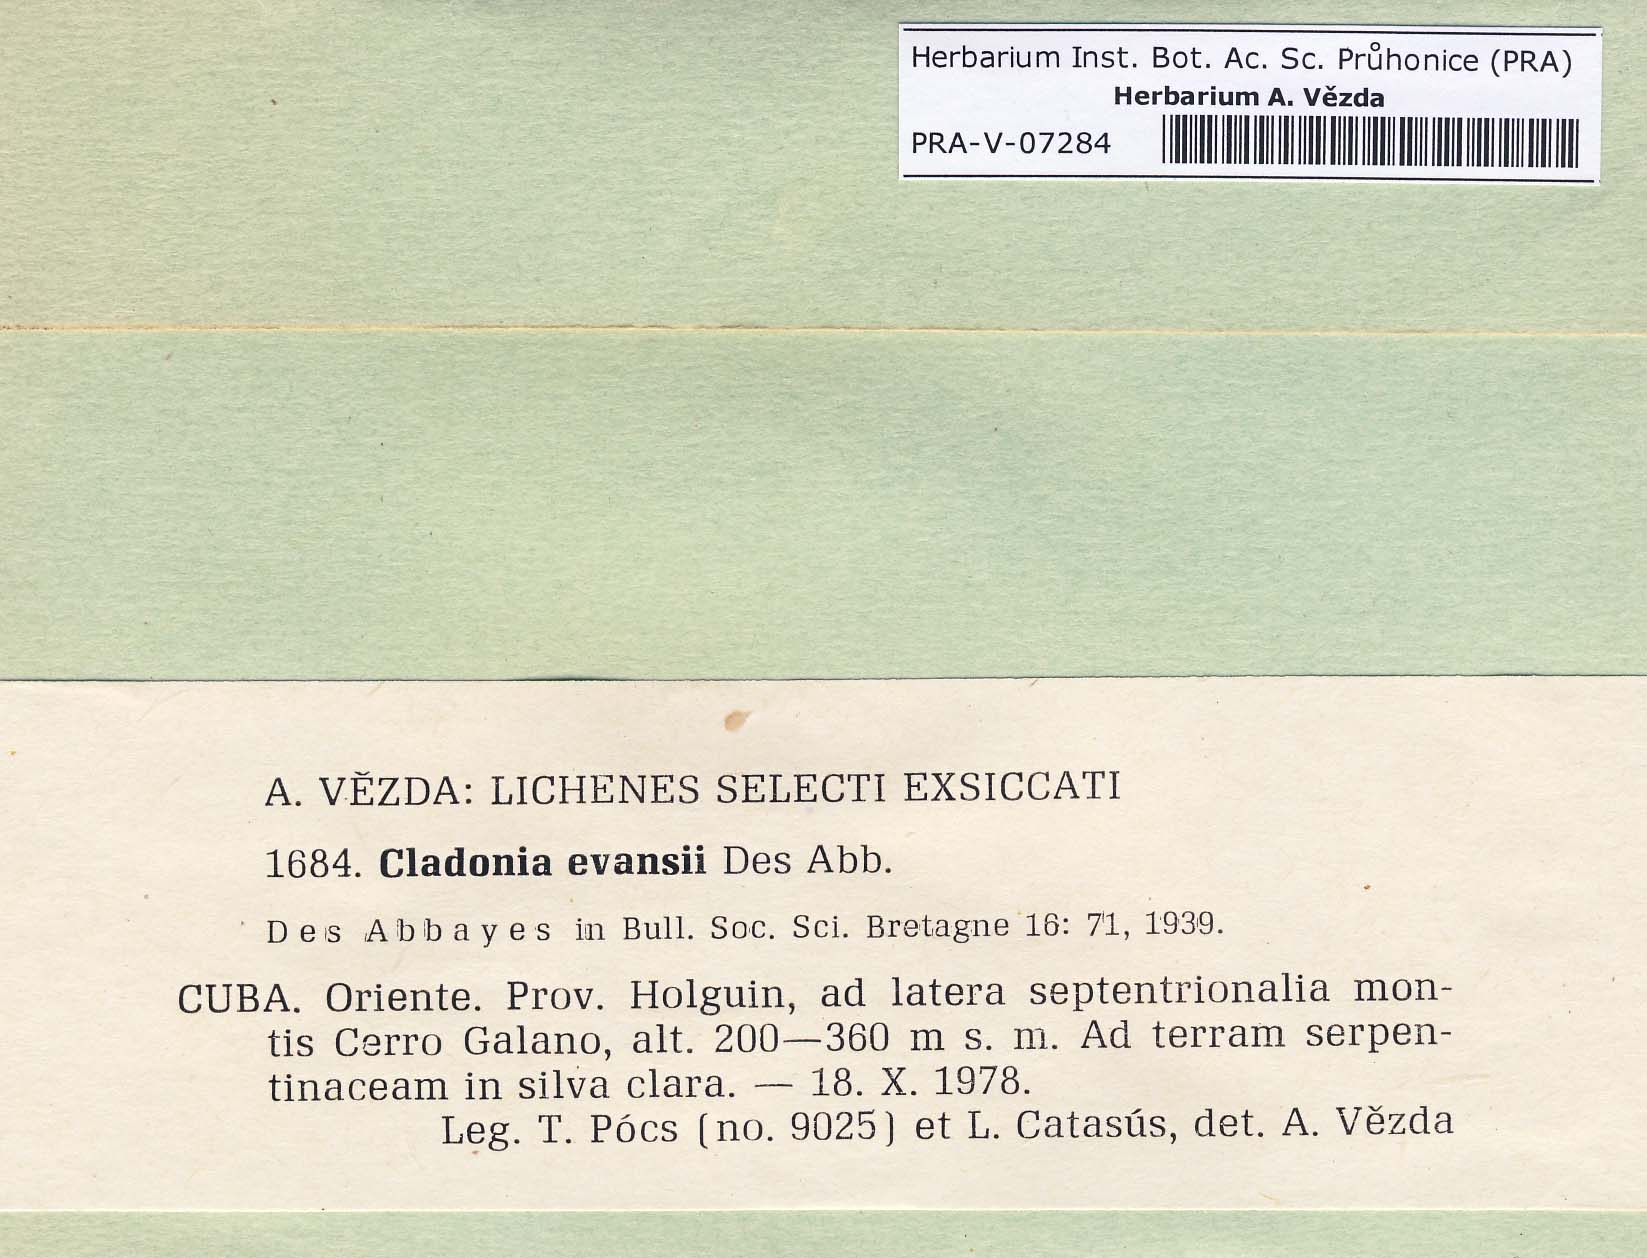 Herbarium Inst. Bot. Ac. Sc. Průhonice (PRA)
Herbarium A. Vězda
PRA-V-07284
A. VĚZDA: LICHENES SELECTI EXSICCATI
1684. Cladonia evansii Des Abb.
Des Abbayes in Bull. Soc. Sci. Bretagne 16: 71, 1939.
CUBA. Oriente. Prov. Holguin, ad latera septentrionalia mon-
tis Cerro Galano, alt. 200—360 m s. m. Ad terram serpen-
tinaceam in silva clara. — 18. X. 1978.
Leg. T. Pócs (no. 9025) et L. Catasús, det. A. Vězda